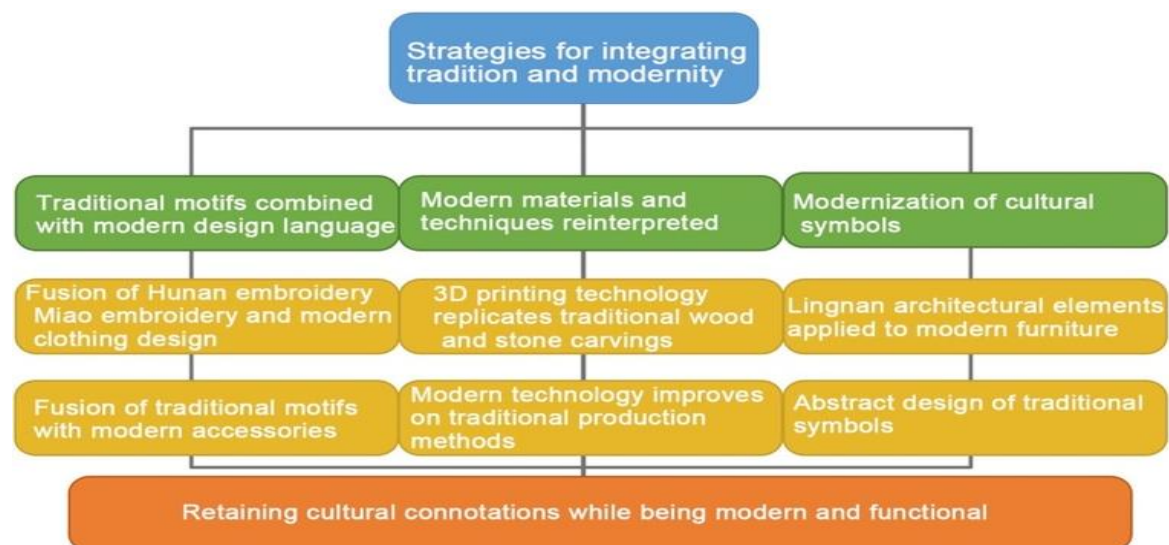 Strategies for integrating
tradition and modernity
Traditional motifs combined
with modern design language
Modern materials and
techniques reinterpreted
Modernization of cultural
symbols
Fusion of Hunan embroidery
Miao embroidery and modern
clothing design
3D printing technology
replicates traditional wood
and stone carvings
Lingnan architectural elements
applied to modern furniture
Fusion of traditional motifs
with modern accessories
Modern technology improves
on traditional production
methods
Abstract design of traditional
symbols
Retaining cultural connotations while being modern and functional